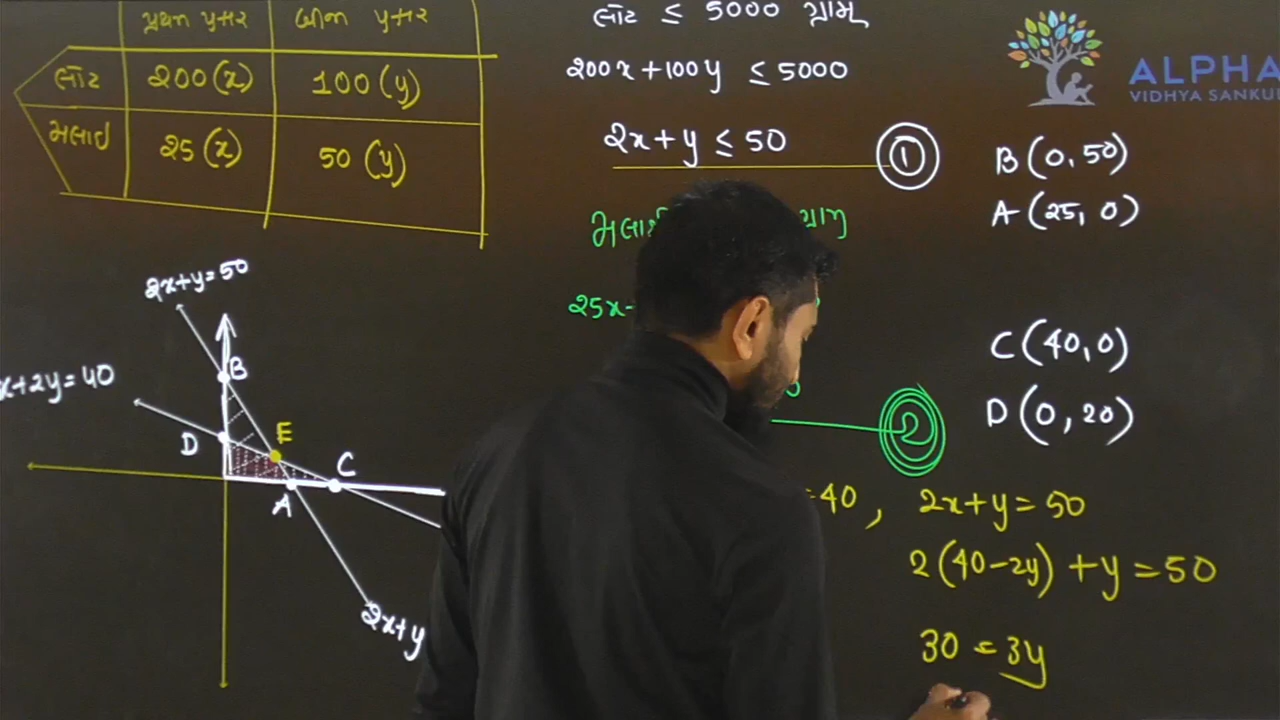 પ્રથમ પ્રકાર બીજા પ્રકાર
લોટ 200(x) 100(y)
મલાઇ 25(x) 50(y)
લોટ ≤ 5000 ગ્રામ
200x+100y ≤ 5000
2x+y ≤ 50 ①
25x
②
=40, 2x+y=50
2(40-2y)+y=50
30 = 3y
ALPHA
VIDHYA SANKUL
B(0,50)
A(25,0)
C(40,0)
D(0,20)
2x+y=50
x+2y=40
B
D
E
C
A
2x+y